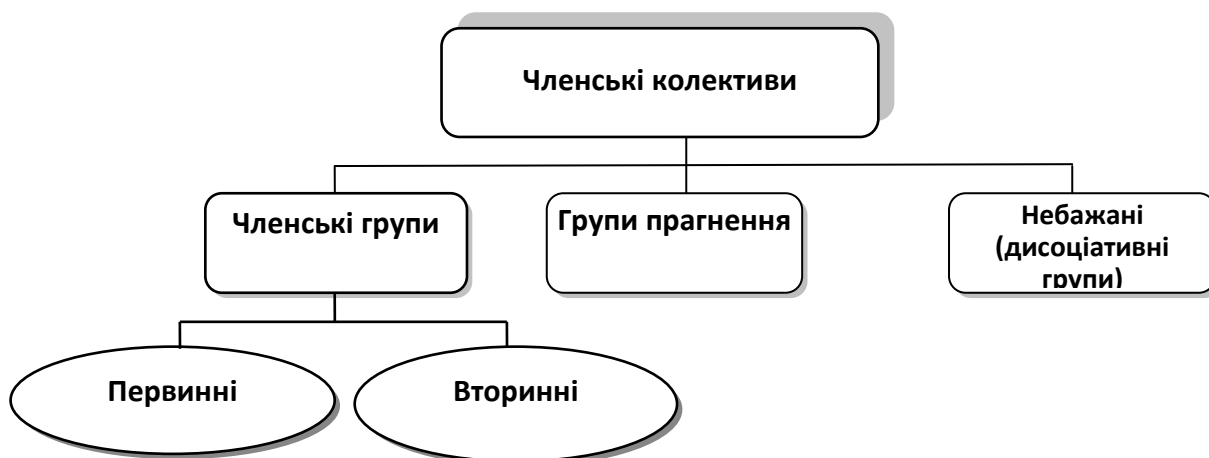 Членські колективи
Членські групи
Групи прагнення
Небажані
(дисоціативні
групи)
Первинні
Вторинні